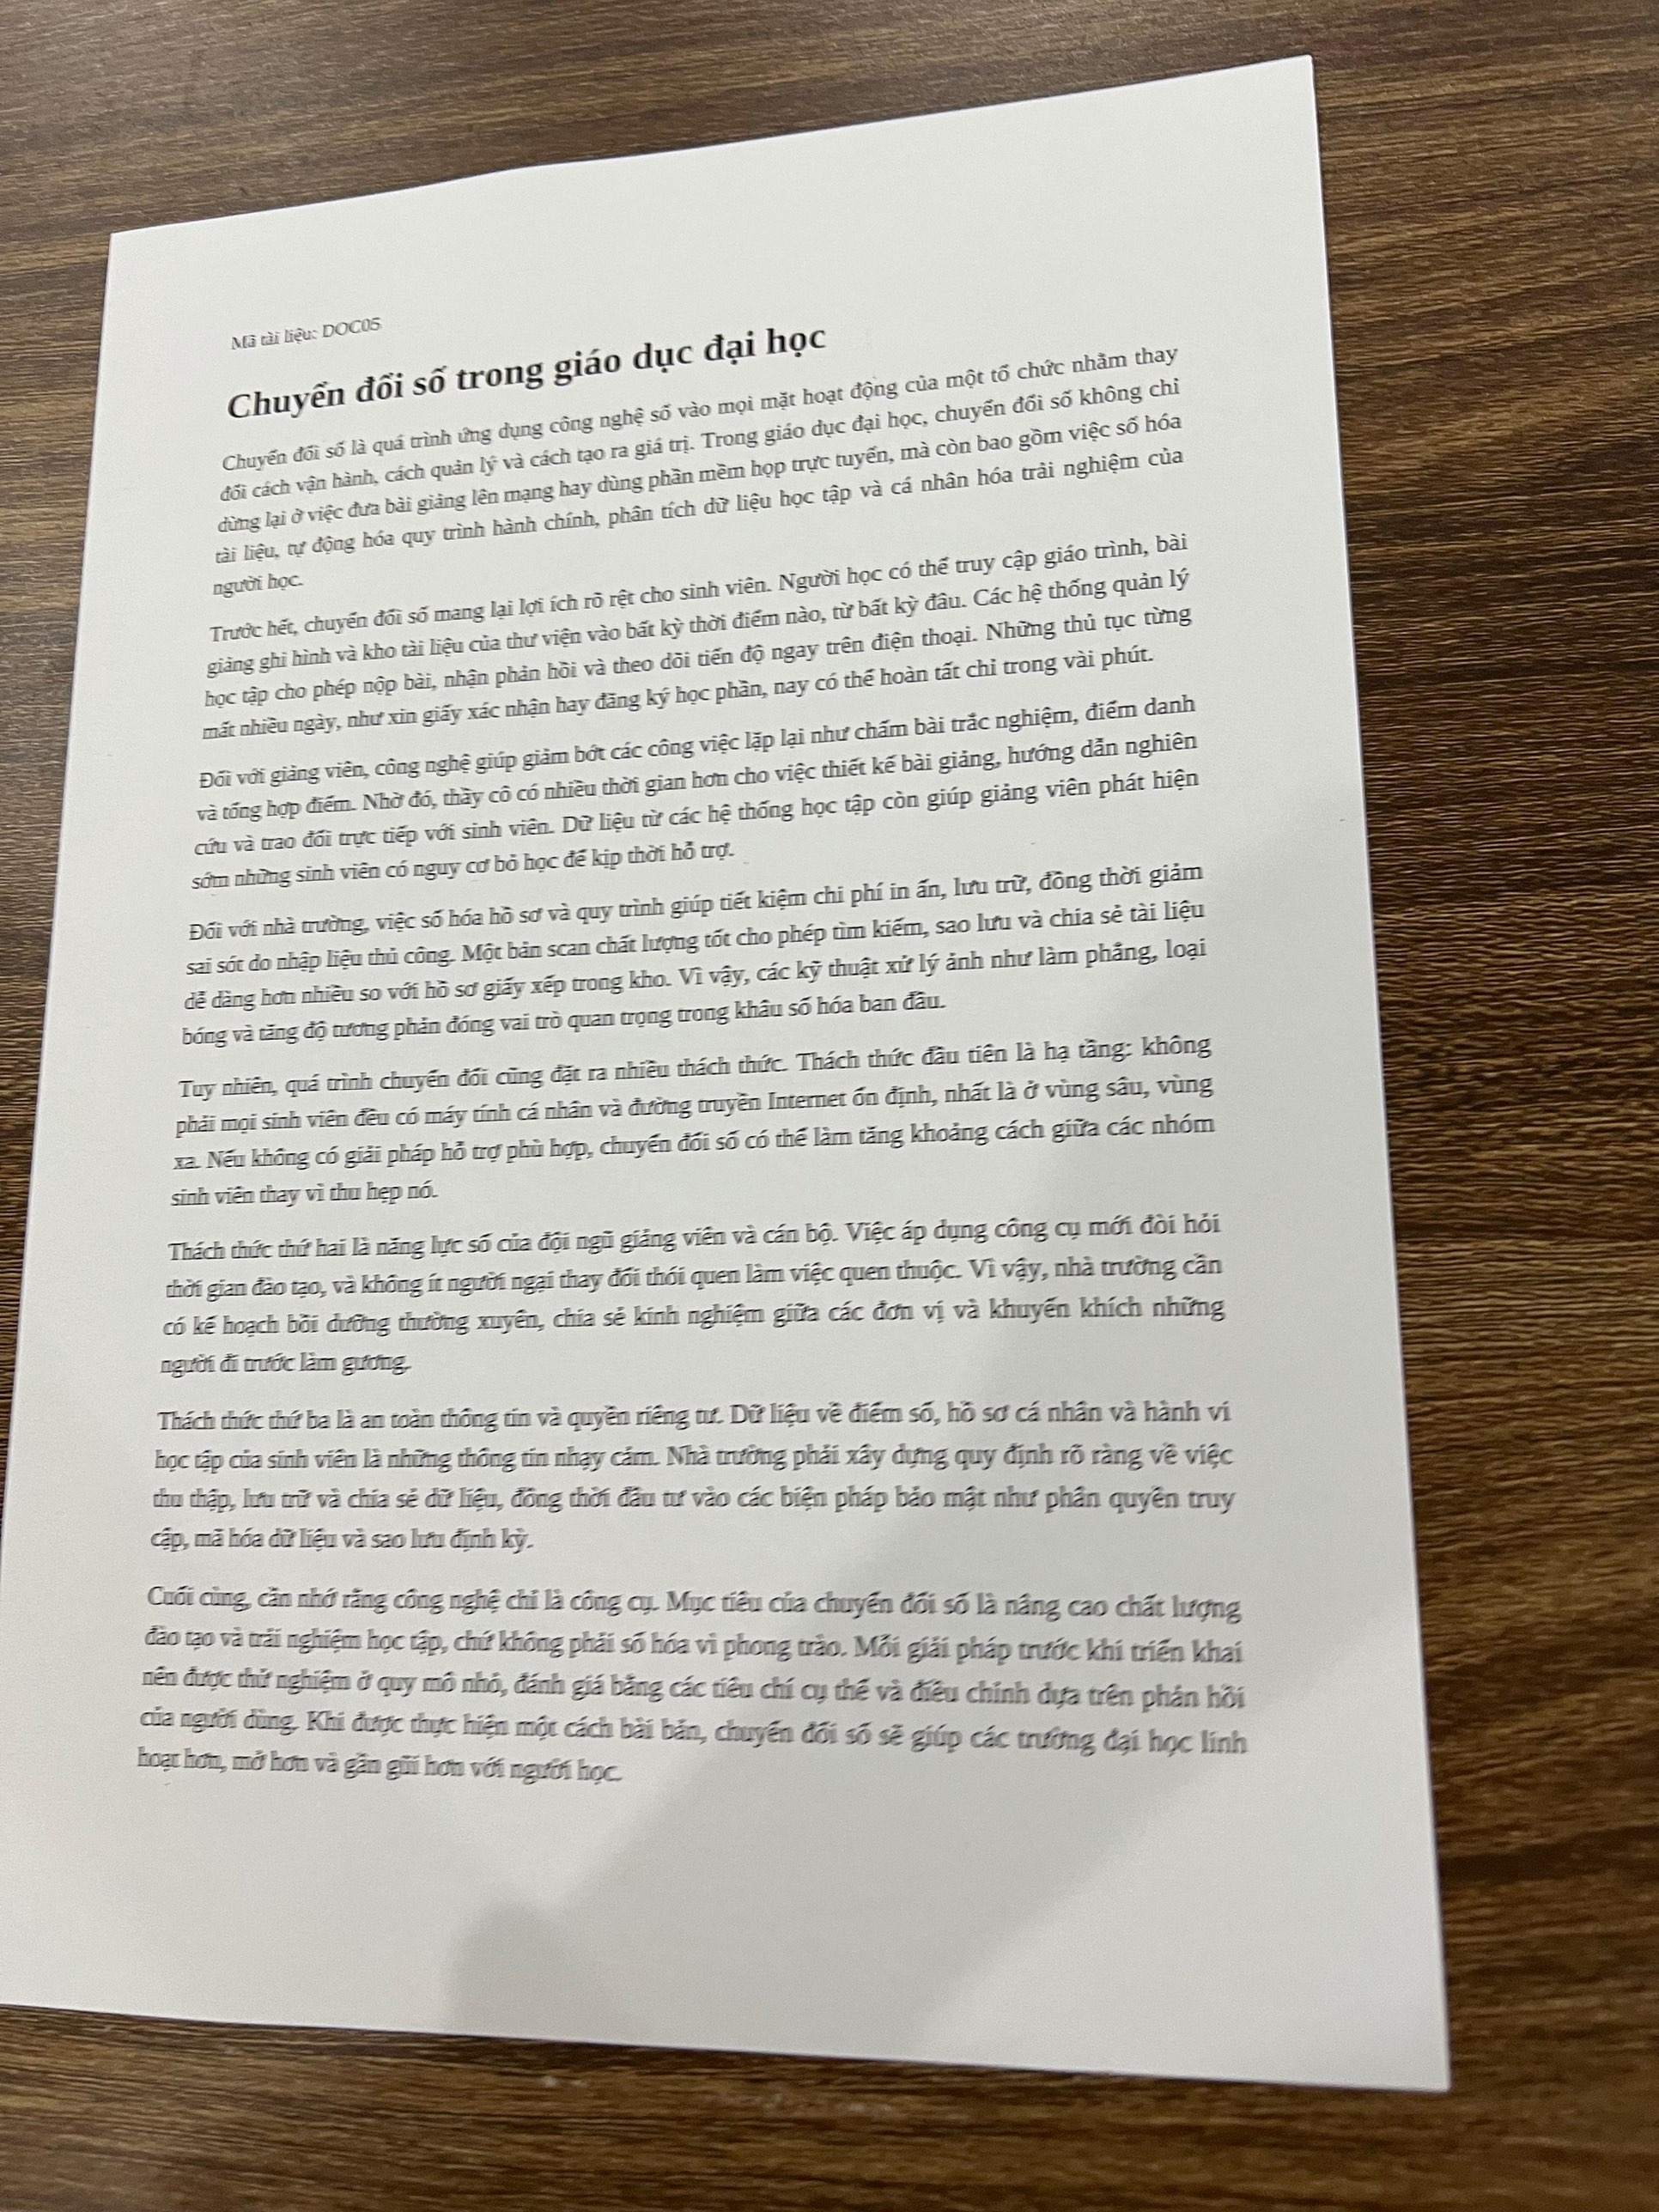 Mã tài liệu: DOC05
Chuyển đổi số trong giáo dục đại học
Chuyển đổi số là quá trình ứng dụng công nghệ số vào mọi mặt hoạt động của một tổ chức nhằm thay
đổi cách vận hành, cách quản lý và cách tạo ra giá trị. Trong giáo dục đại học, chuyển đổi số không chỉ
dừng lại ở việc đưa bài giảng lên mạng hay dùng phần mềm họp trực tuyến, mà còn bao gồm việc số hóa
tài liệu, tự động hóa quy trình hành chính, phân tích dữ liệu học tập và cá nhân hóa trải nghiệm của
người học.
Trước hết, chuyển đổi số mang lại lợi ích rõ rệt cho sinh viên. Người học có thể truy cập giáo trình, bài
giảng ghi hình và kho tài liệu của thư viện vào bất kỳ thời điểm nào, từ bất kỳ đâu. Các hệ thống quản lý
học tập cho phép nộp bài, nhận phản hồi và theo dõi tiến độ ngay trên điện thoại. Những thủ tục từng
mất nhiều ngày, như xin giấy xác nhận hay đăng ký học phần, nay có thể hoàn tất chỉ trong vài phút.
Đối với giảng viên, công nghệ giúp giảm bớt các công việc lặp lại như chấm bài trắc nghiệm, điểm danh
và tổng hợp điểm. Nhờ đó, thầy cô có nhiều thời gian hơn cho việc thiết kế bài giảng, hướng dẫn nghiên
cứu và trao đổi trực tiếp với sinh viên. Dữ liệu từ các hệ thống học tập còn giúp giảng viên phát hiện
sớm những sinh viên có nguy cơ bỏ học để kịp thời hỗ trợ.
Đối với nhà trường, việc số hóa hồ sơ và quy trình giúp tiết kiệm chi phí in ấn, lưu trữ, đồng thời giảm
sai sót do nhập liệu thủ công. Một bản scan chất lượng tốt cho phép tìm kiếm, sao lưu và chia sẻ tài liệu
dễ dàng hơn nhiều so với hồ sơ giấy xếp trong kho. Vì vậy, các kỹ thuật xử lý ảnh như làm phẳng, loại
bóng và tăng độ tương phản đóng vai trò quan trọng trong khâu số hóa ban đầu.
Tuy nhiên, quá trình chuyển đổi cũng đặt ra nhiều thách thức. Thách thức đầu tiên là hạ tầng: không
phải mọi sinh viên đều có máy tính cá nhân và đường truyền Internet ổn định, nhất là ở vùng sâu, vùng
xa. Nếu không có giải pháp hỗ trợ phù hợp, chuyển đổi số có thể làm tăng khoảng cách giữa các nhóm
sinh viên thay vì thu hẹp nó.
Thách thức thứ hai là năng lực số của đội ngũ giảng viên và cán bộ. Việc áp dụng công cụ mới đòi hỏi
thời gian đào tạo, và không ít người ngại thay đổi thói quen làm việc quen thuộc. Vì vậy, nhà trường cần
có kế hoạch bồi dưỡng thường xuyên, chia sẻ kinh nghiệm giữa các đơn vị và khuyến khích những
người đi trước làm gương.
Thách thức thứ ba là an toàn thông tin và quyền riêng tư. Dữ liệu về điểm số, hồ sơ cá nhân và hành vi
học tập của sinh viên là những thông tin nhạy cảm. Nhà trường phải xây dựng quy định rõ ràng về việc
thu thập, lưu trữ và chia sẻ dữ liệu, đồng thời đầu tư vào các biện pháp bảo mật như phân quyền truy
cập, mã hóa dữ liệu và sao lưu định kỳ.
Cuối cùng, cần nhớ rằng công nghệ chỉ là công cụ. Mục tiêu của chuyển đổi số là nâng cao chất lượng
đào tạo và trải nghiệm học tập, chứ không phải số hóa vì phong trào. Mỗi giải pháp trước khi triển khai
nên được thử nghiệm ở quy mô nhỏ, đánh giá bằng các tiêu chí cụ thể và điều chỉnh dựa trên phản hồi
của người dùng. Khi được thực hiện một cách bài bản, chuyển đổi số sẽ giúp các trường đại học linh
hoạt hơn, mở hơn và gần gũi hơn với người học.